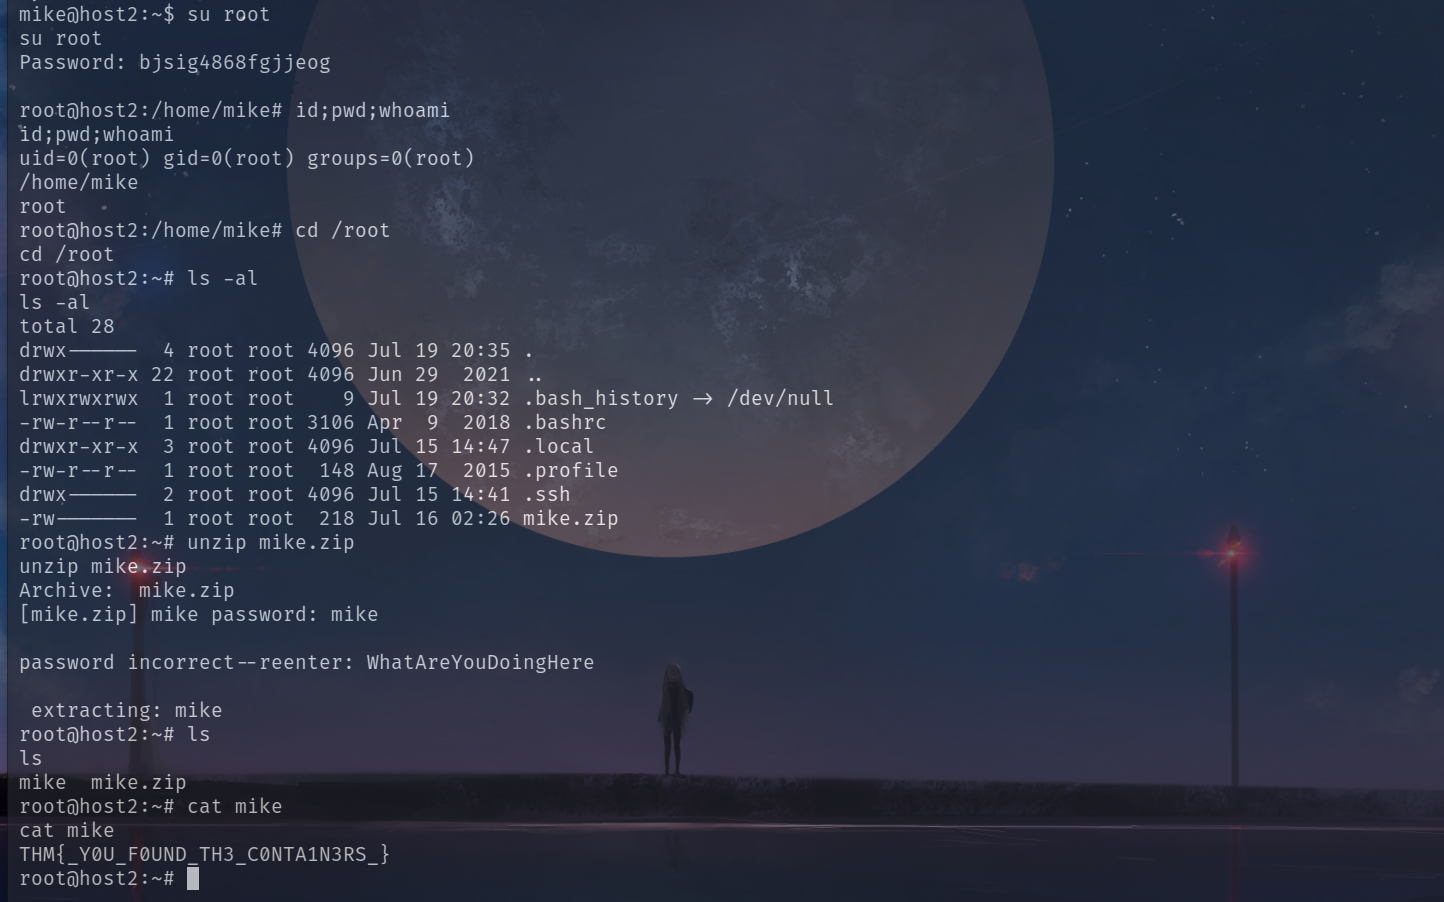 mike@host2:~$ su root
su root
Password: bjsig4868fgjjeog
root@host2:/home/mike# id;pwd;whoami
id;pwd;whoami
uid=0(root) gid=0(root) groups=0(root)
/home/mike
root
root@host2:/home/mike# cd /root
cd /root
root@host2:~# ls -al
ls -al
total 28
drwx------  4 root root 4096 Jul 19 20:35 .
drwxr-xr-x 22 root root 4096 Jun 29  2021 ..
lrwxrwxrwx  1 root root    9 Jul 19 20:32 .bash_history -> /dev/null
-rw-r--r--  1 root root 3106 Apr  9  2018 .bashrc
drwxr-xr-x  3 root root 4096 Jul 15 14:47 .local
-rw-r--r--  1 root root  148 Aug 17  2015 .profile
drwx------  2 root root 4096 Jul 15 14:41 .ssh
-rw-------  1 root root  218 Jul 16 02:26 mike.zip
root@host2:~# unzip mike.zip
unzip mike.zip
Archive:  mike.zip
[mike.zip] mike password: mike
password incorrect--reenter: WhatAreYouDoingHere
 extracting: mike
root@host2:~# ls
ls
mike  mike.zip
root@host2:~# cat mike
cat mike
THM{_Y0U_F0UND_TH3_C0NTA1N3RS_}
root@host2:~#